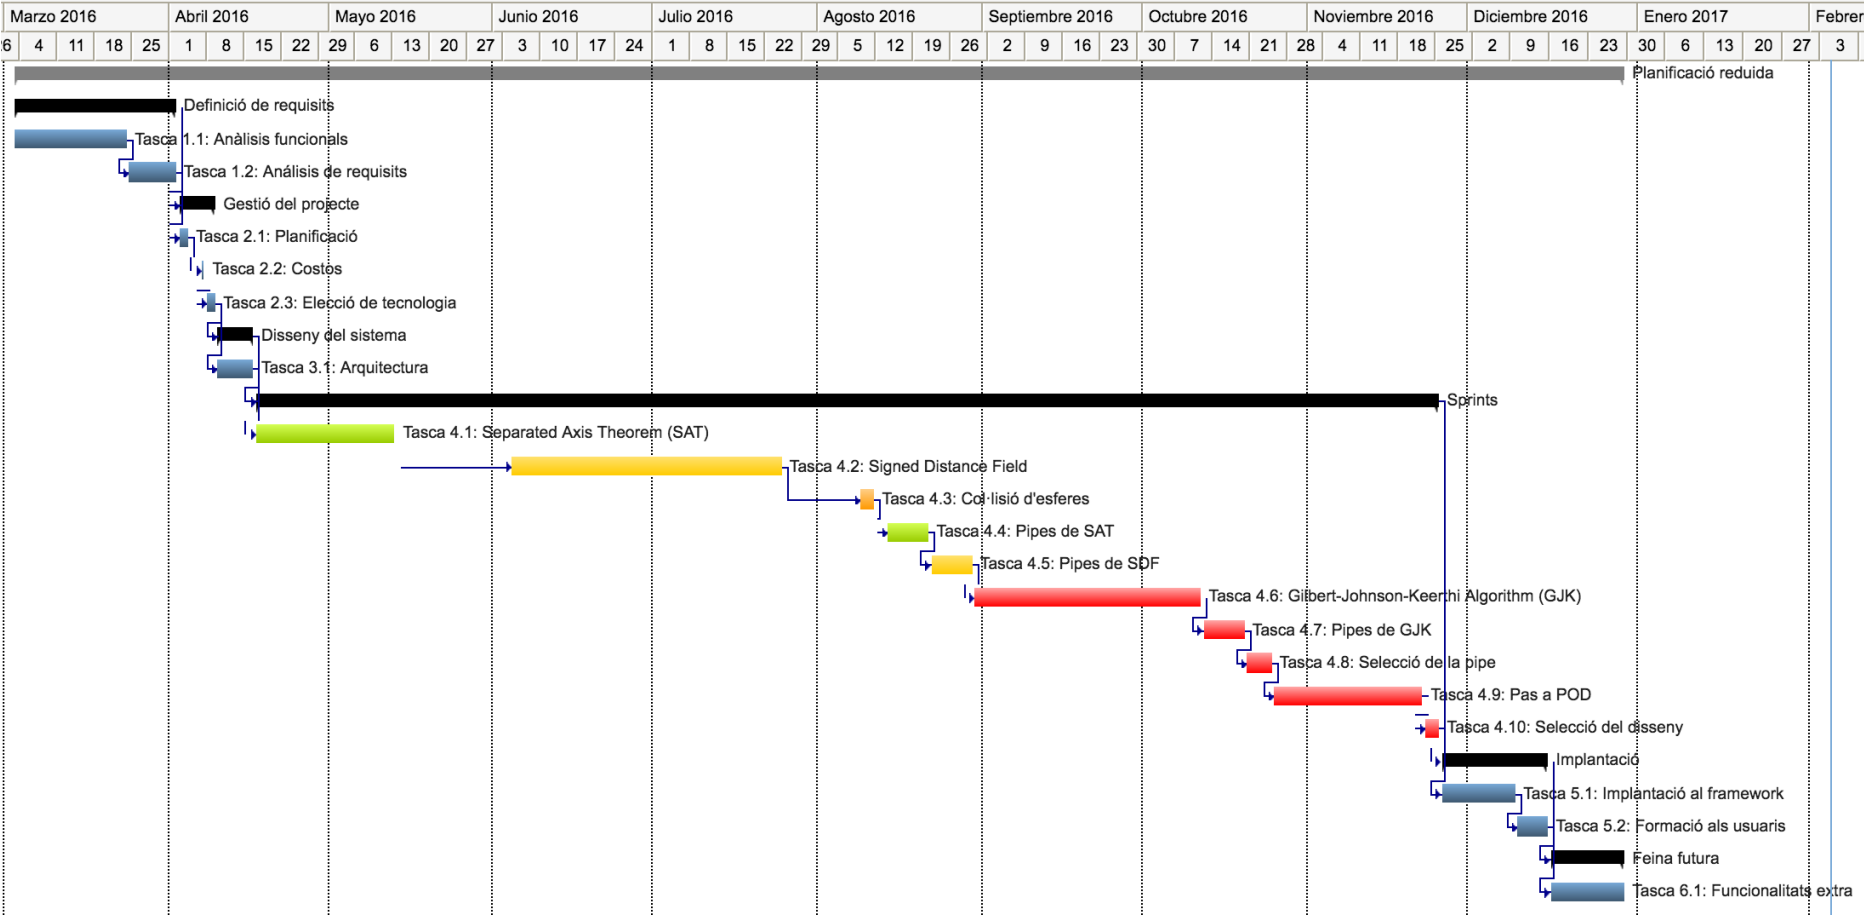 Marzo 2016 Abril 2016 Mayo 2016 Junio 2016 Julio 2016 Agosto 2016 Septiembre 2016 Octubre 2016 Noviembre 2016 Diciembre 2016 Enero 2017 Febrer
4 11 18 25 1 8 15 22 29 6 13 20 27 3 10 17 24 1 8 15 22 29 5 12 19 26 2 9 16 23 30 7 14 21 28 4 11 18 25 2 9 16 23 30 6 13 20 27 3
Planificació reduida
Definició de requisits
Tasca 1.1: Anàlisis funcionals
Tasca 1.2: Análisis de requisits
Gestió del projecte
Tasca 2.1: Planificació
Tasca 2.2: Costos
Tasca 2.3: Elecció de tecnologia
Disseny del sistema
Tasca 3.1: Arquitectura
Sprints
Tasca 4.1: Separated Axis Theorem (SAT)
Tasca 4.2: Signed Distance Field
Tasca 4.3: Col·lisió d'esferes
Tasca 4.4: Pipes de SAT
Tasca 4.5: Pipes de SDF
Tasca 4.6: Gilbert-Johnson-Keerthi Algorithm (GJK)
Tasca 4.7: Pipes de GJK
Tasca 4.8: Selecció de la pipe
Tasca 4.9: Pas a POD
Tasca 4.10: Selecció del disseny
Implantació
Tasca 5.1: Implantació al framework
Tasca 5.2: Formació als usuaris
Feina futura
Tasca 6.1: Funcionalitats extra